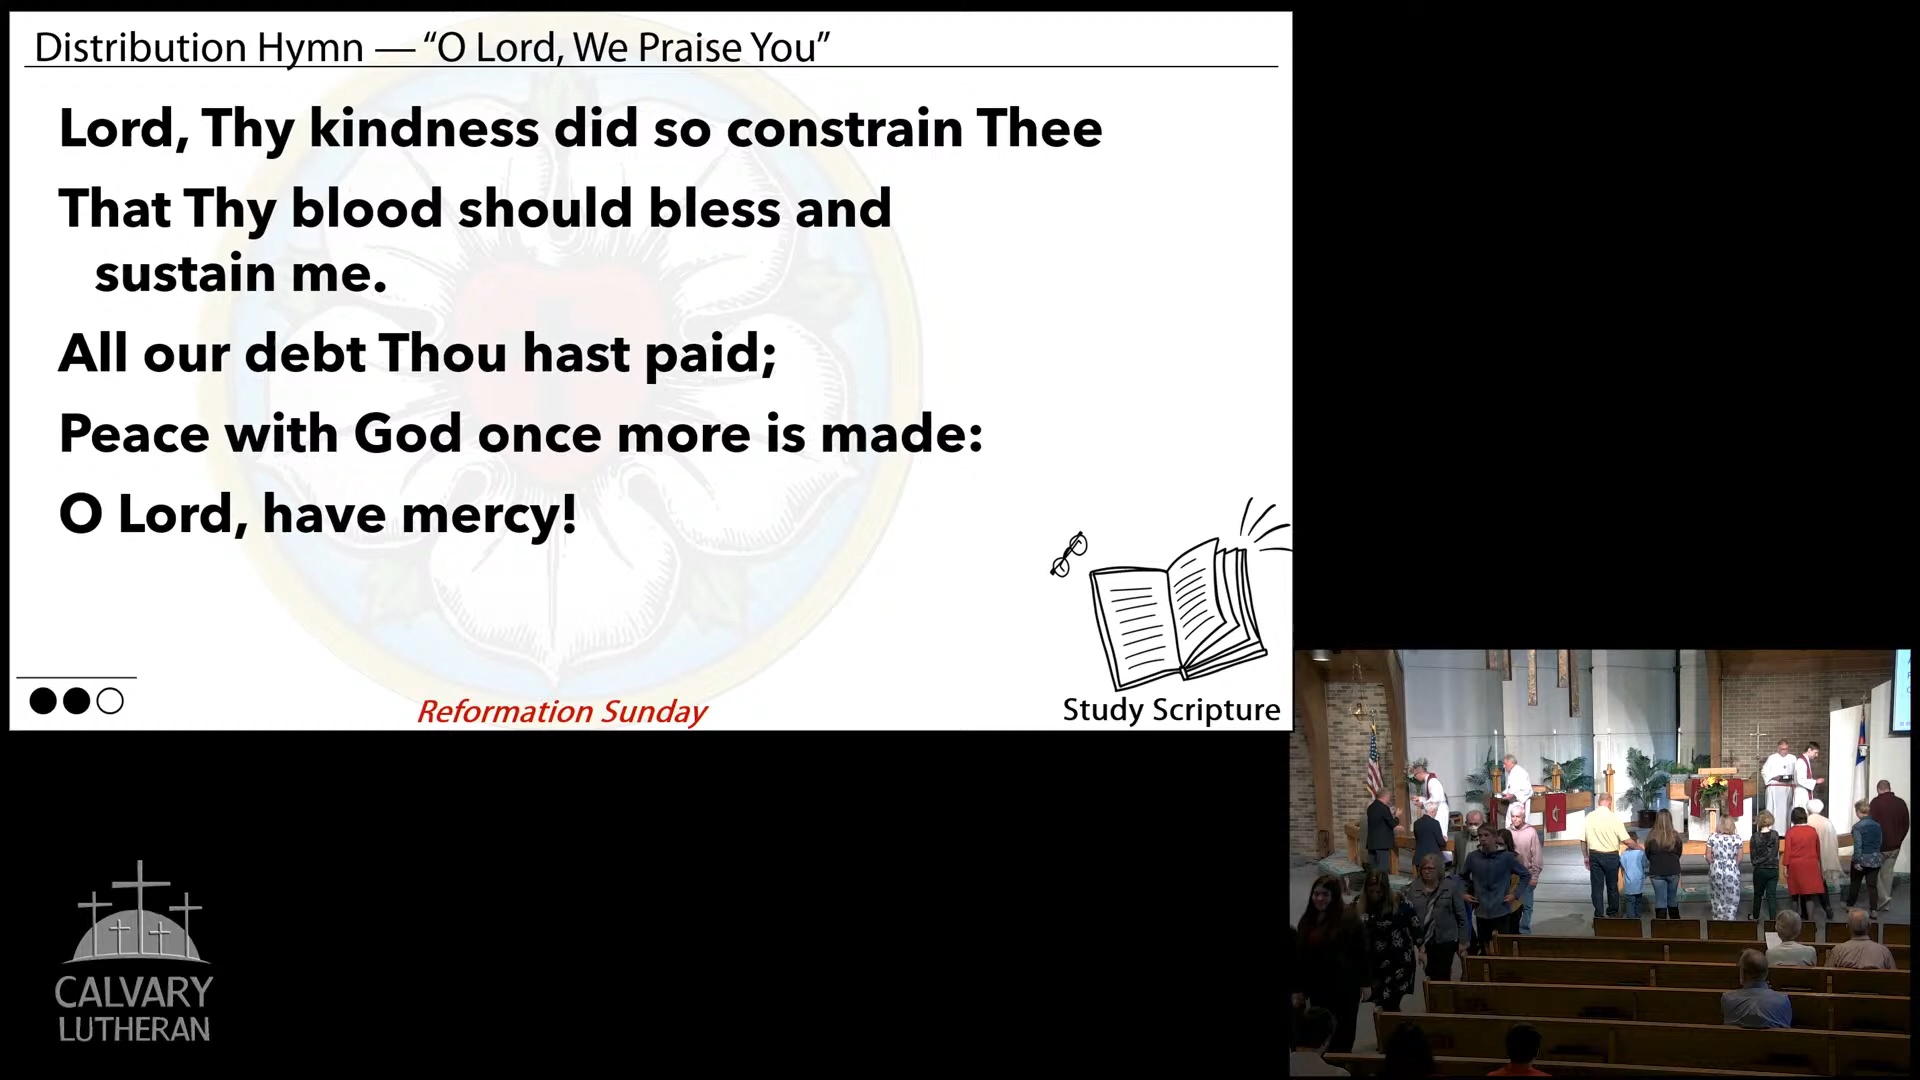 Distribution Hymn — “O Lord, We Praise You”
Lord, Thy kindness did so constrain Thee
That Thy blood should bless and
sustain me.
All our debt Thou hast paid;
Peace with God once more is made:
O Lord, have mercy!
Reformation Sunday
Study Scripture
CALVARY
LUTHERAN